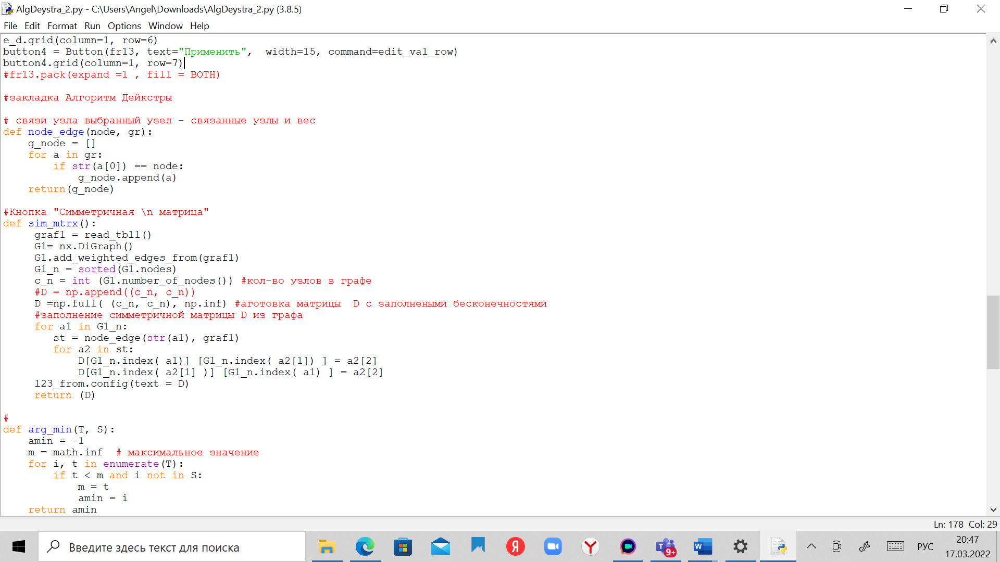 AlgDeystra_2.py - C:\Users\Angel\Downloads\AlgDeystra_2.py (3.8.5)
File Edit Format Run Options Window Help
e_d.grid(column=1, row=6)
button4 = Button(fr13, text="Применить",  width=15, command=edit_val_row)
button4.grid(column=1, row=7)
#fr13.pack(expand =1 , fill = BOTH)

#закладка Алгоритм Дейкстры

# связи узла выбранный узел - связанные узлы и вес
def node_edge(node, gr):
    g_node = []
    for a in gr:
        if str(a[0]) == node:
            g_node.append(a)
    return(g_node)

#Кнопка "Симметричная \n матрица"
def sim_mtrx():
     graf1 = read_tbl1()
     G1= nx.DiGraph()
     G1.add_weighted_edges_from(graf1)
     G1_n = sorted(G1.nodes)
     c_n = int (G1.number_of_nodes()) #кол-во узлов в графе
     #D = np.append((c_n, c_n))
     D =np.full( (c_n, c_n), np.inf) #аготовка матрицы  D с заполнеными бесконечностями
     #заполнение симметричной матрицы D из графа
     for a1 in G1_n:
        st = node_edge(str(a1), graf1)
        for a2 in st:
            D[G1_n.index( a1)] [G1_n.index( a2[1]) ] = a2[2]
            D[G1_n.index( a2[1] )] [G1_n.index( a1) ] = a2[2]
     l23_from.config(text = D)
     return (D)

#
def arg_min(T, S):
    amin = -1
    m = math.inf  # максимальное значение
    for i, t in enumerate(T):
        if t < m and i not in S:
            m = t
            amin = i
    return amin
Ln: 178 Col: 29
Введите здесь текст для поиска
Я
Y
T
9+
W
РУС
20:47
17.03.2022